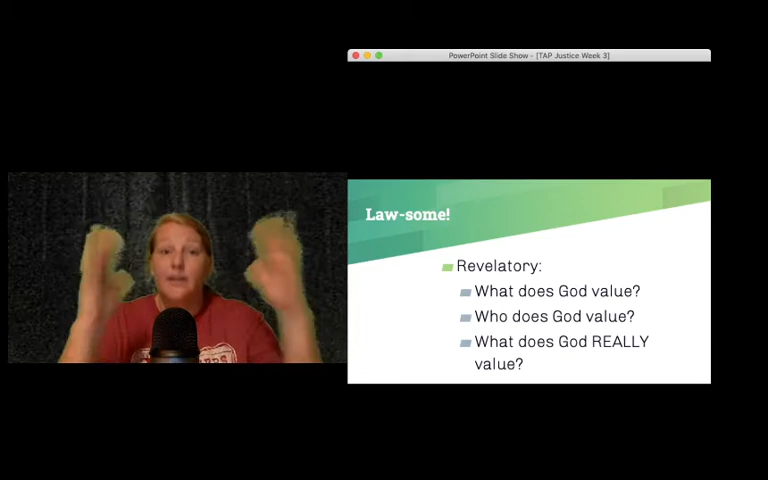 PowerPoint Slide Show - [TAP Justice Week 3]
Law-some!
Revelatory:
What does God value?
Who does God value?
What does God REALLY
value?